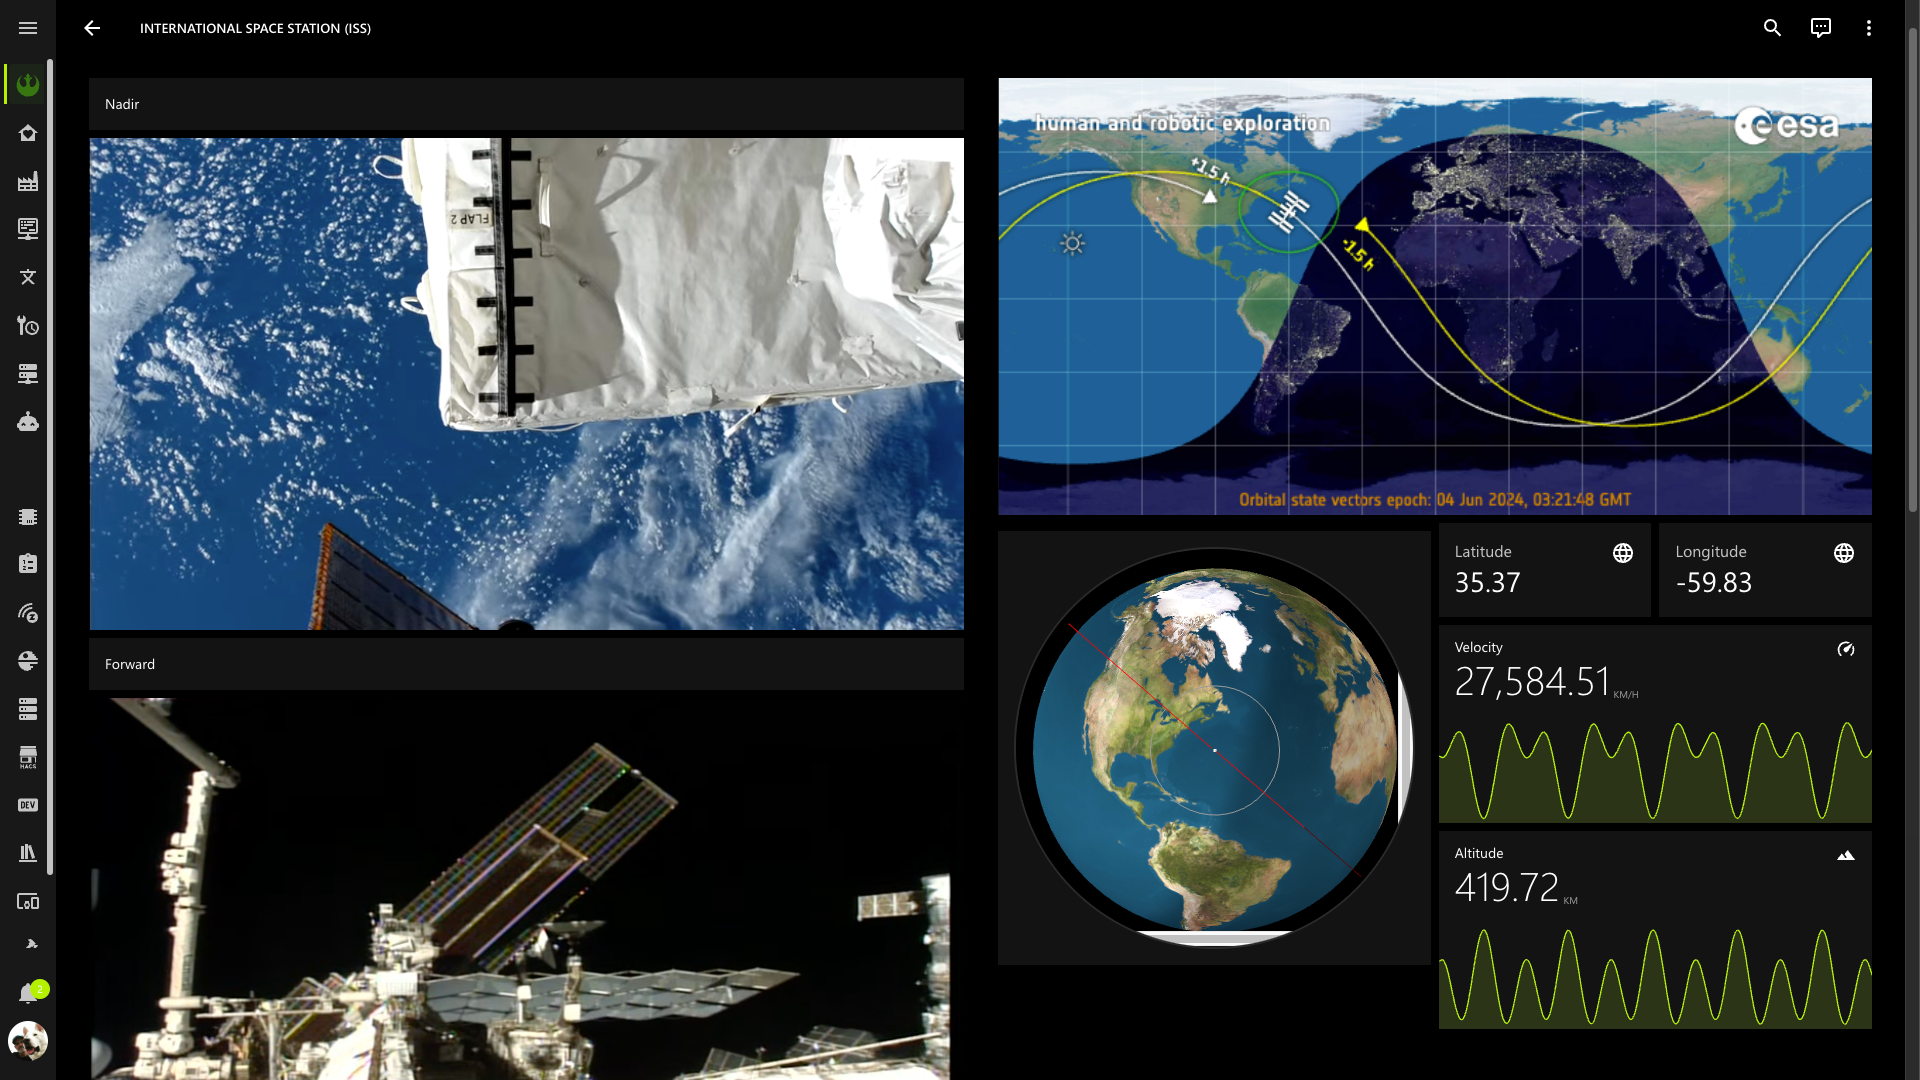 INTERNATIONAL SPACE STATION (ISS)
Nadir
FLAP 2
Forward
human and robotic exploration
esa
+1.5 h
-1.5 h
Orbital state vectors epoch: 04 Jun 2024, 03:21:48 GMT
Latitude
35.37
Longitude
-59.83
Velocity
27,584.51 KM/H
Altitude
419.72 KM
HACS
DEV
2